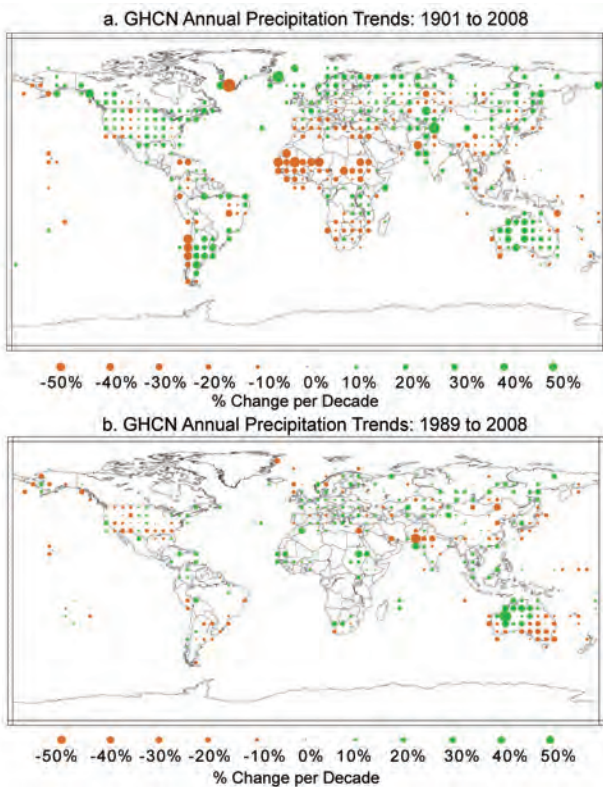 a. GHCN Annual Precipitation Trends: 1901 to 2008
-50% -40% -30% -20% -10% 0% 10% 20% 30% 40% 50%
% Change per Decade
b. GHCN Annual Precipitation Trends: 1989 to 2008
-50% -40% -30% -20% -10% 0% 10% 20% 30% 40% 50%
% Change per Decade